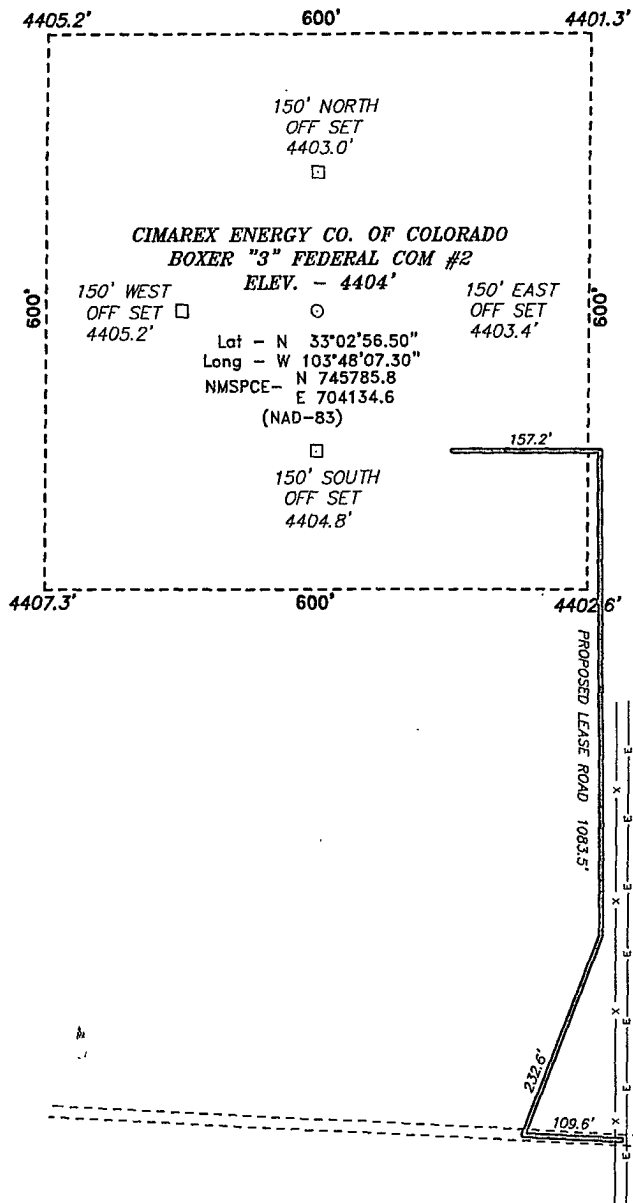 4405.2' 600' 4401.3'
150' NORTH
OFF SET
4403.0'
CIMAREX ENERGY CO. OF COLORADO
BOXER "3" FEDERAL COM #2
ELEV. - 4404'
600'
150' WEST
OFF SET
4405.2'
150' EAST
OFF SET
4403.4'
600'
Lat - N 33°02'56.50"
Long - W 103°48'07.30"
NMSPCE- N 745785.8
E 704134.6
(NAD-83)
157.2'
150' SOUTH
OFF SET
4404.8'
4407.3' 600' 4402.6'
PROPOSED LEASE ROAD 1083.5'
232.6'
109.6'